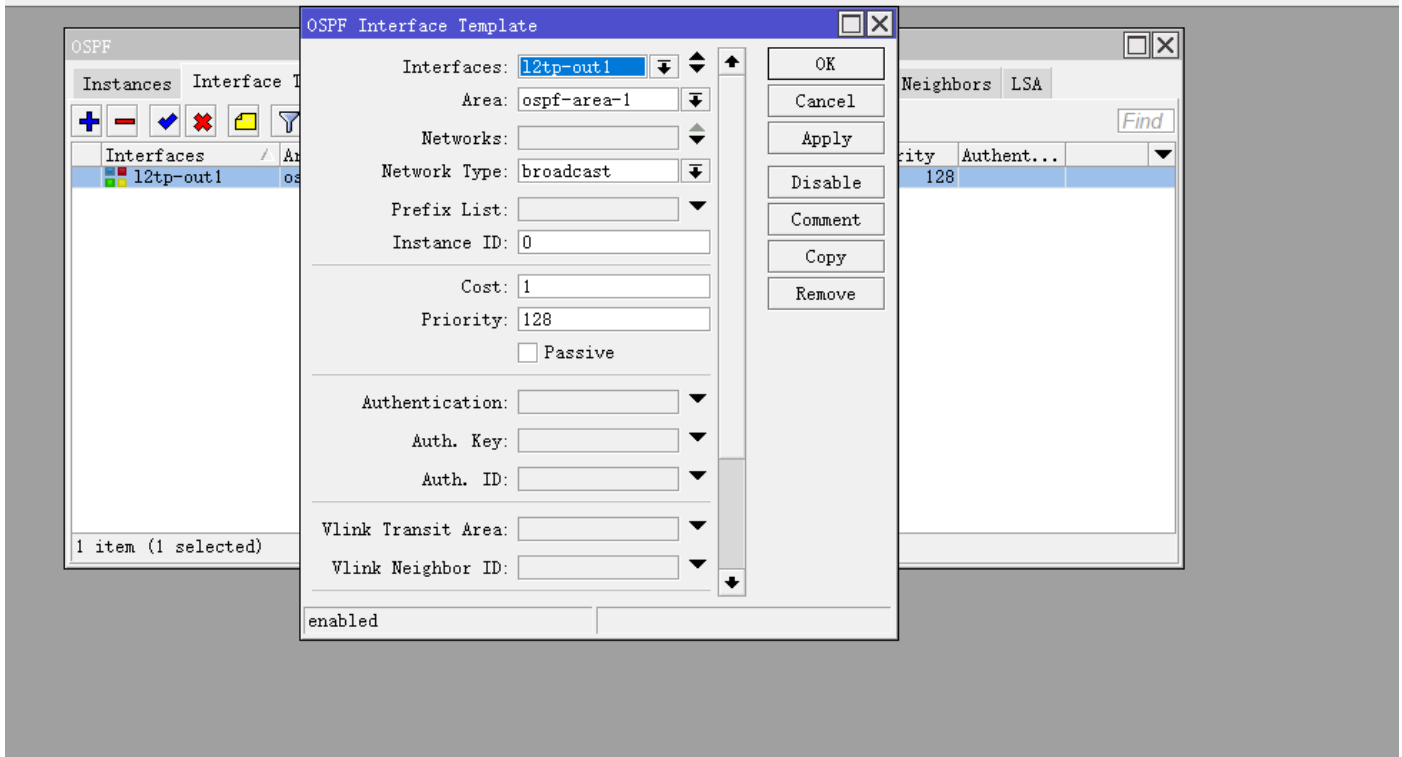 OSPF Interface Template
OSPF
Instances Interface T
Neighbors LSA
Find
Interfaces Ar
rity Authent...
l2tp-out1 os
128
1 item (1 selected)
Interfaces: l2tp-out1
Area: ospf-area-1
Networks:
Network Type: broadcast
Prefix List:
Instance ID: 0
Cost: 1
Priority: 128
Passive
Authentication:
Auth. Key:
Auth. ID:
Vlink Transit Area:
Vlink Neighbor ID:
OK
Cancel
Apply
Disable
Comment
Copy
Remove
enabled